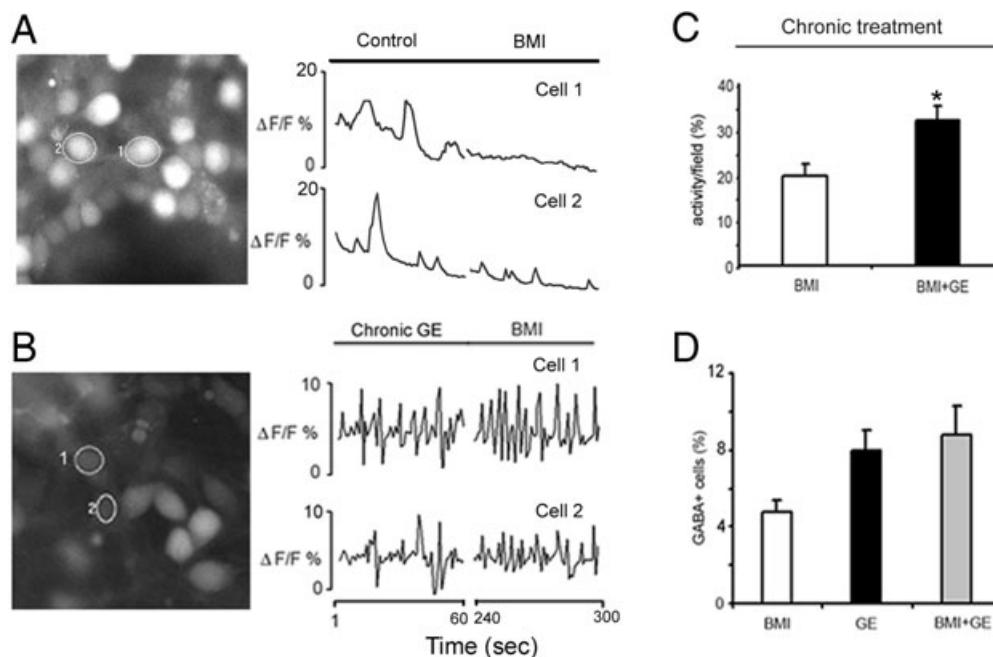 A
Control BMI
20
Cell 1
ΔF/F %
0
20
Cell 2
ΔF/F %
0
2 1
B
Chronic GE BMI
Cell 1
10
ΔF/F %
0
Cell 2
10
ΔF/F %
0
1 60 240 300
Time (sec)
1
2
C
Chronic treatment
activity/field (%)
40
35
30
20
10
0
*
BMI BMI+GE
D
GABA+ cells (%)
12
8
4
0
BMI GE BMI+GE